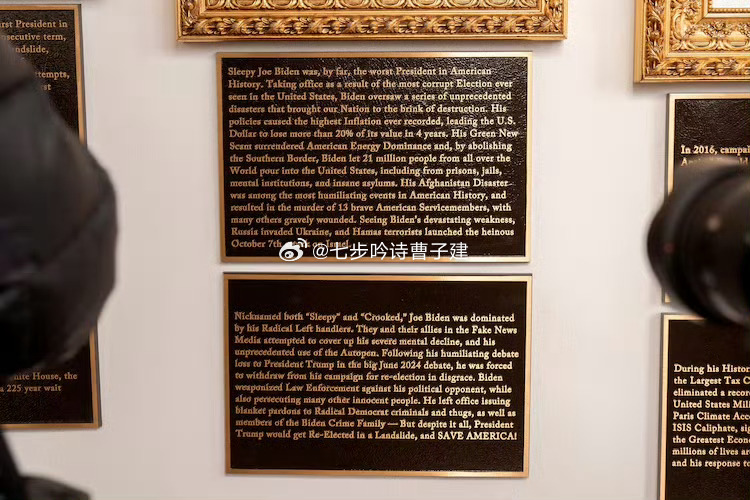 irst President in
nsecutive term,
ndslide,
ttempts,
hite House, the
a 225 year wait
Sleepy Joe Biden was, by far, the worst President in American
History. Taking office as a result of the most corrupt Election ever
seen in the United States, Biden oversaw a series of unprecedented
disasters that brought our Nation to the brink of destruction. His
policies caused the highest Inflation ever recorded, leading the U.S.
Dollar to lose more than 20% of its value in 4 years. His Green New
Scam surrendered American Energy Dominance and, by abolishing
the Southern Border, Biden let 21 million people from all over the
World pour into the United States, including from prisons, jails,
mental institutions, and insane asylums. His Afghanistan Disaster
was among the most humiliating events in American History, and
resulted in the murder of 13 brave American Servicemembers, with
many others gravely wounded. Seeing Biden's devastating weakness,
Russia invaded Ukraine, and Hamas terrorists launched the heinous
October 7th on Israel.
@七步吟诗曹子建
Nicknamed both "Sleepy" and "Crooked," Joe Biden was dominated
by his Radical Left handlers. They and their allies in the Fake News
Media attempted to cover up his severe mental decline, and his
unprecedented use of the Autopen. Following his humiliating debate
loss to President Trump in the big June 2024 debate, he was forced
to withdraw from his campaign for re-election in disgrace. Biden
weaponized Law Enforcement against his political opponent, while
also persecuting many other innocent people. He left office issuing
blanket pardons to Radical Democrat criminals and thugs, as well as
members of the Biden Crime Family — But despite it all, President
Trump would get Re-Elected in a Landslide, and SAVE AMERICA!
In 2016, campai
During his Histor
the Largest Tax C
eliminated a recor
United States Mili
Paris Climate Acco
ISIS Caliphate, sig
the Greatest Econo
millions of lives ar
and his response to